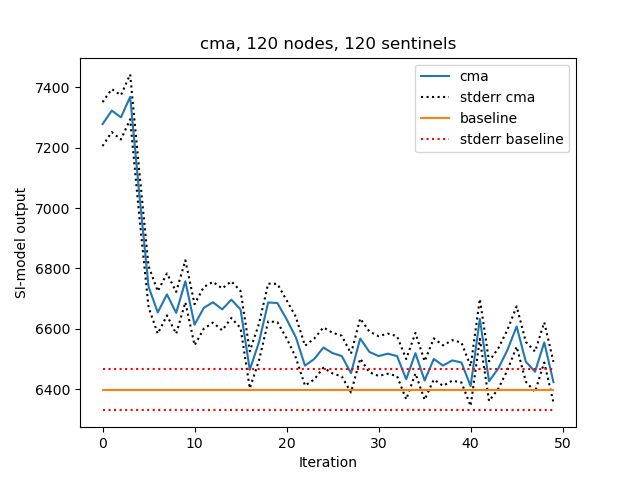 cma, 120 nodes, 120 sentinels
cma
stderr cma
baseline
stderr baseline
SI-model output
7400
7200
7000
6800
6600
6400
0 10 20 30 40 50
Iteration